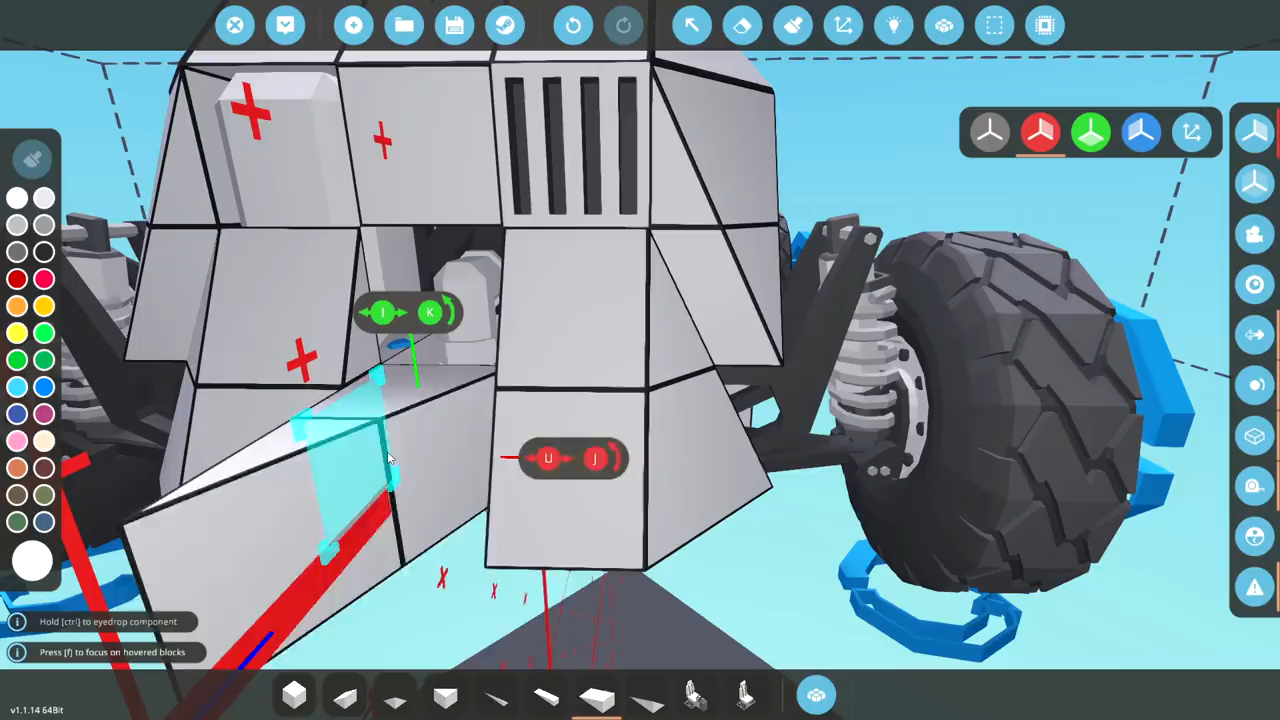 I K
U J
Hold [ctrl] to eyedrop component
Press [f] to focus on hovered blocks
v1.1.14 64Bit